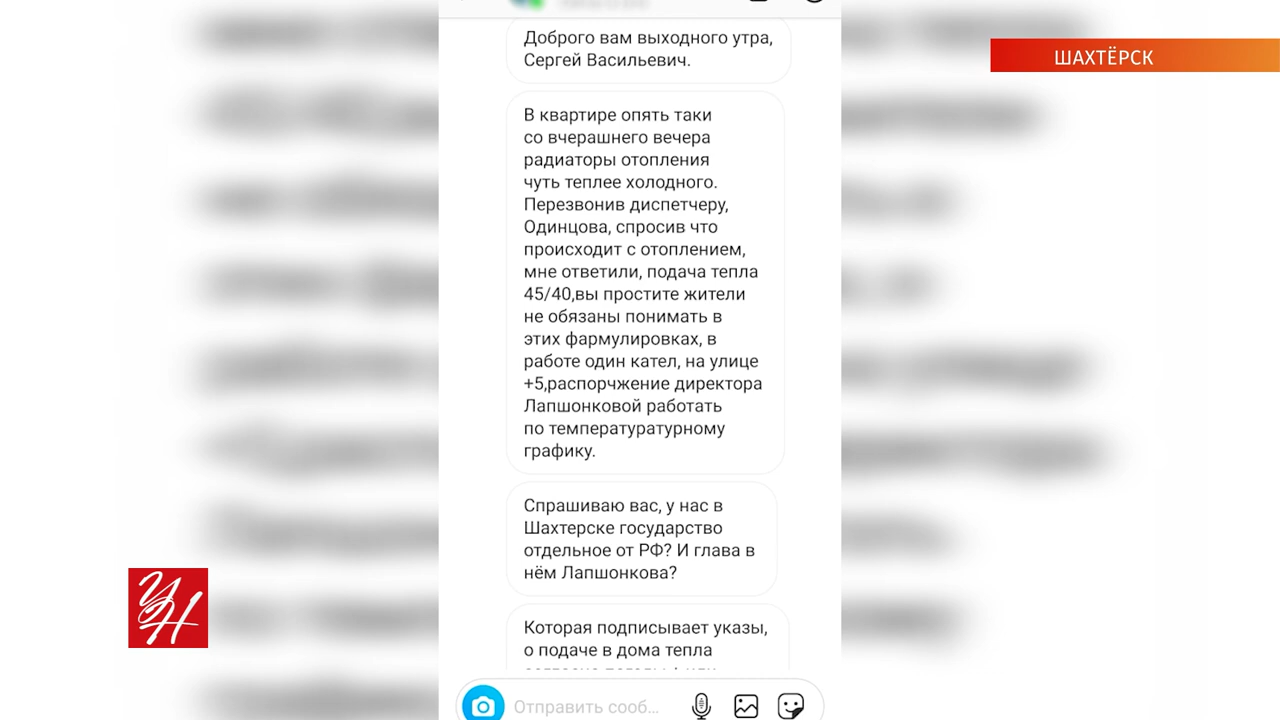 ШАХТЁРСК
Доброго вам выходного утра,
Сергей Васильевич.
В квартире опять таки
со вчерашнего вечера
радиаторы отопления
чуть теплее холодного.
Перезвонив диспетчеру,
Одинцова, спросив что
происходит с отоплением,
мне ответили, подача тепла
45/40,вы простите жители
не обязаны понимать в
этих фармулировках, в
работе один кател, на улице
+5,распорчжение директора
Лапшонковой работать
по температуратурному
графику.
Спрашиваю вас, у нас в
Шахтерске государство
отдельное от РФ? И глава в
нём Лапшонкова?
Которая подписывает указы,
о подаче в дома тепла
Отправить сооб...
УН